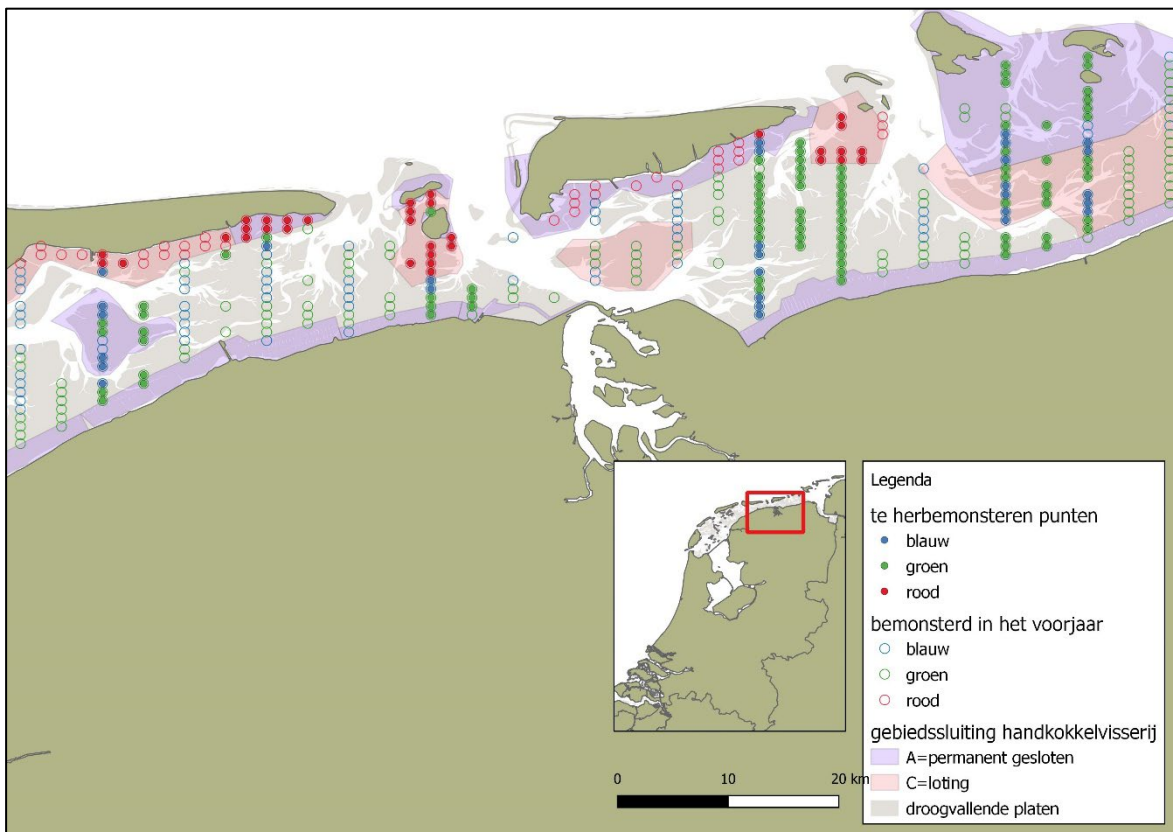 Legenda
te herbemonsteren punten
blauw
groen
rood
bemonsterd in het voorjaar
blauw
groen
rood
gebiedssluiting handkokkelvisserij
A=permanent gesloten
C=loting
droogvallende platen
0 10 20 km